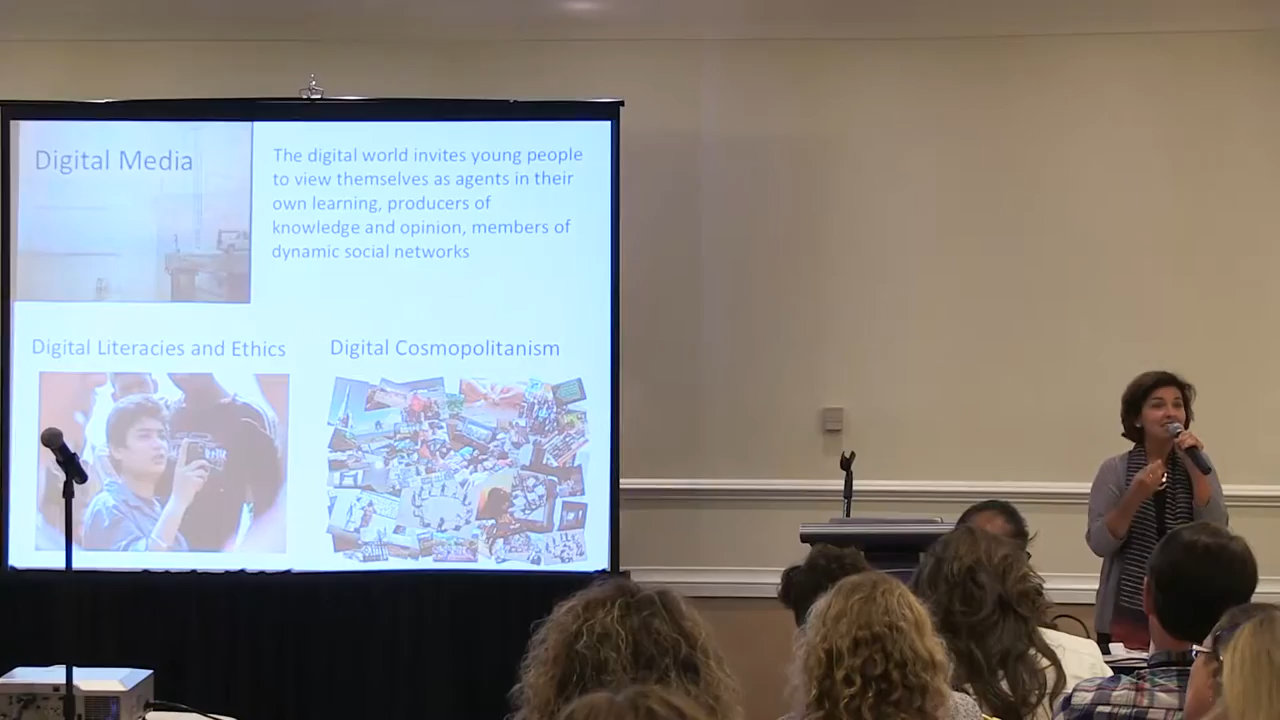 Digital Media
The digital world invites young people
to view themselves as agents in their
own learning, producers of
knowledge and opinion, members of
dynamic social networks
Digital Literacies and Ethics
Digital Cosmopolitanism